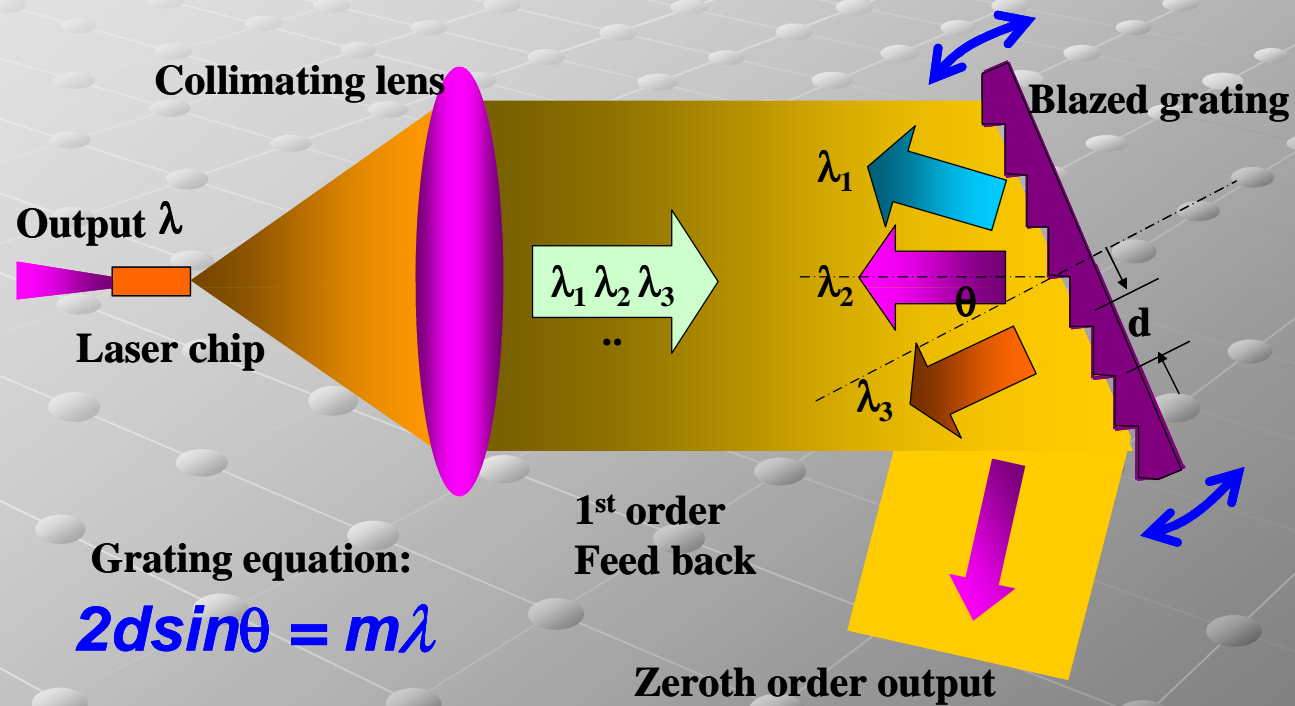 Collimating lens
Blazed grating
λ₁
Output λ
λ₁ λ₂ λ₃
..
λ₂
θ
d
Laser chip
λ₃
1st order
Feed back
Grating equation:
2dsinθ = mλ
Zeroth order output